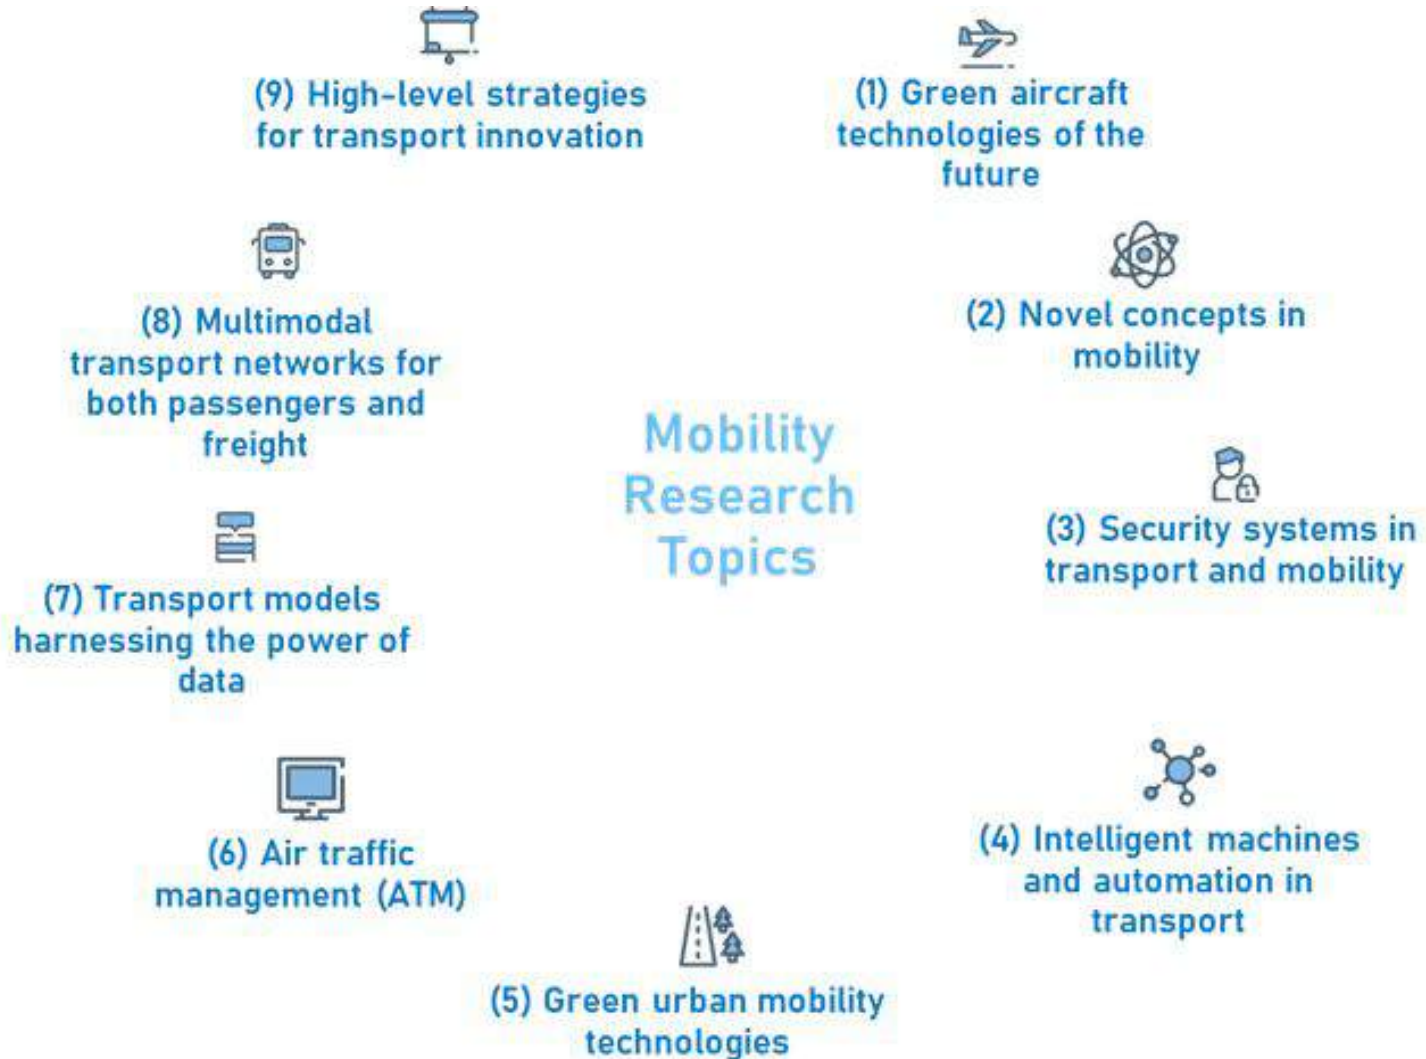 Mobility
Research
Topics
(1) Green aircraft
technologies of the
future
(2) Novel concepts in
mobility
(3) Security systems in
transport and mobility
(4) Intelligent machines
and automation in
transport
(5) Green urban mobility
technologies
(6) Air traffic
management (ATM)
(7) Transport models
harnessing the power of
data
(8) Multimodal
transport networks for
both passengers and
freight
(9) High-level strategies
for transport innovation